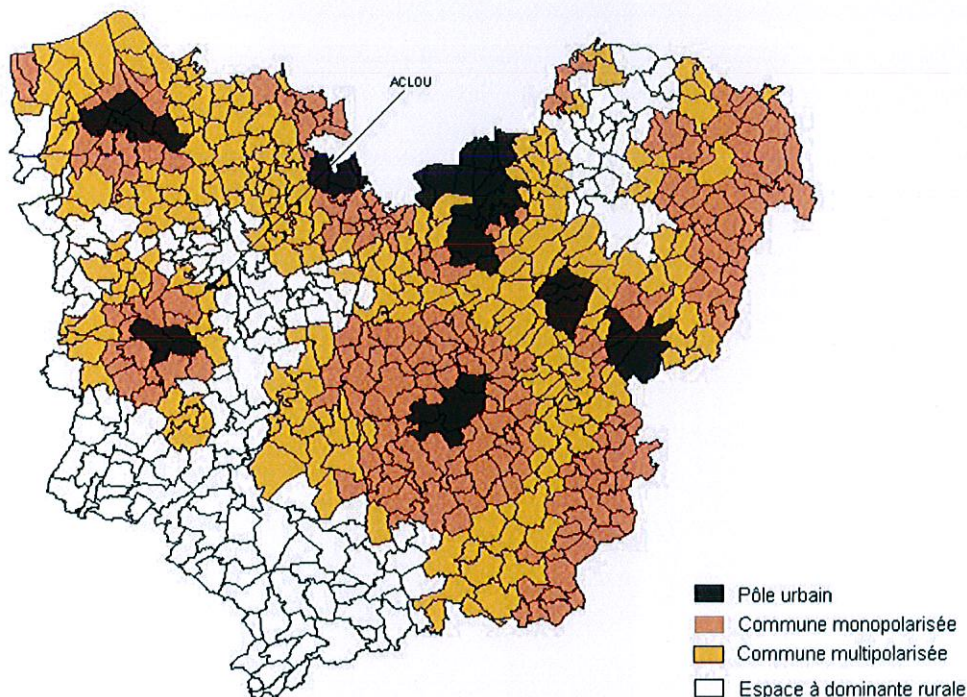 ACLOU
Pôle urbain
Commune monopolarisée
Commune multipolarisée
Espace à dominante rurale